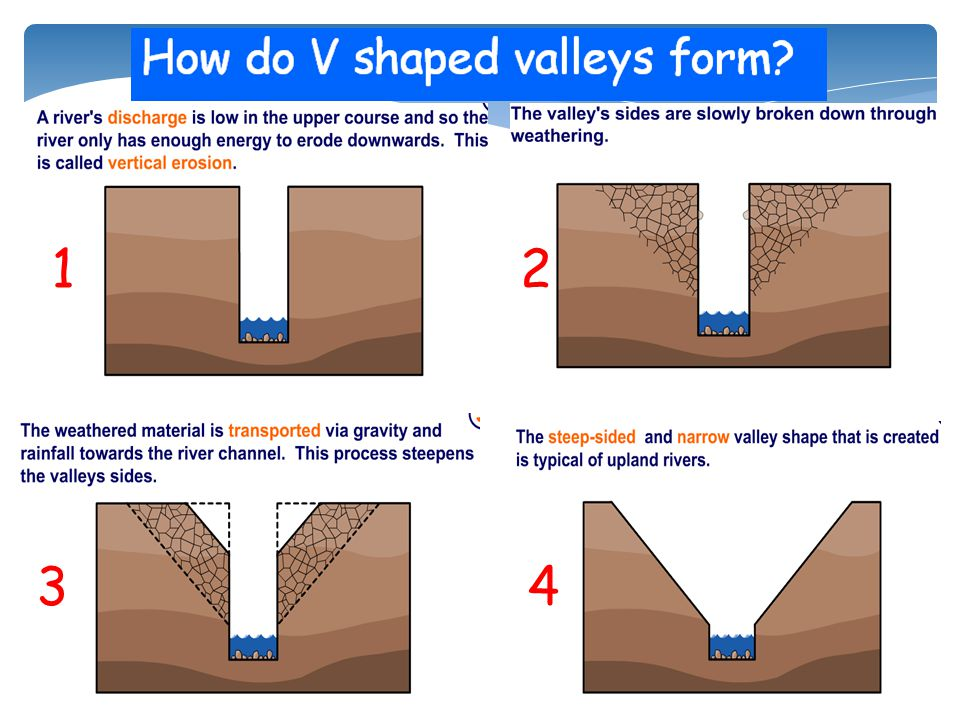 How do V shaped valleys form?
A river's discharge is low in the upper course and so the
river only has enough energy to erode downwards. This
is called vertical erosion.
1
The valley's sides are slowly broken down through
weathering.
2
The weathered material is transported via gravity and
rainfall towards the river channel. This process steepens
the valleys sides.
3
The steep-sided and narrow valley shape that is created
is typical of upland rivers.
4